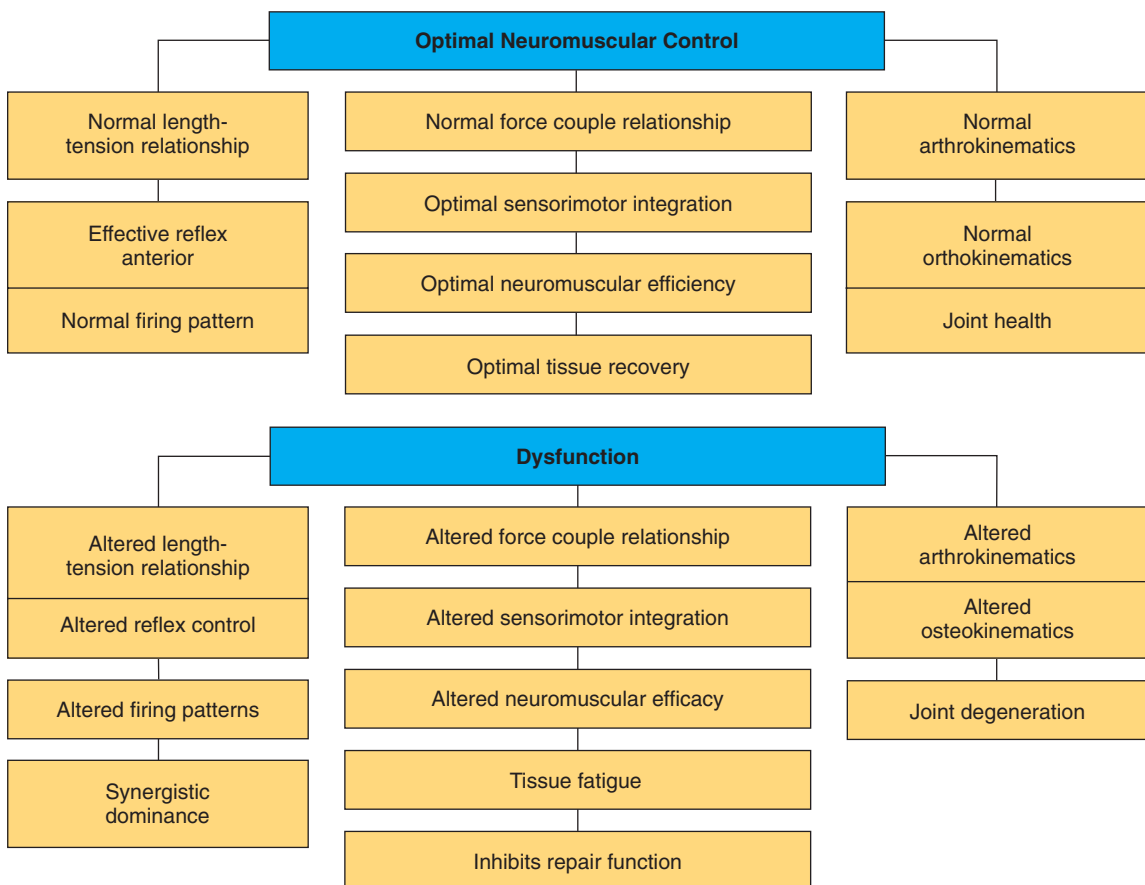 Optimal Neuromuscular Control
Normal length-
tension relationship
Effective reflex
anterior
Normal firing pattern
Normal force couple relationship
Optimal sensorimotor integration
Optimal neuromuscular efficiency
Optimal tissue recovery
Normal
arthrokinematics
Normal
orthokinematics
Joint health
Dysfunction
Altered length-
tension relationship
Altered reflex control
Altered firing patterns
Synergistic
dominance
Altered force couple relationship
Altered sensorimotor integration
Altered neuromuscular efficacy
Tissue fatigue
Inhibits repair function
Altered
arthrokinematics
Altered
osteokinematics
Joint degeneration